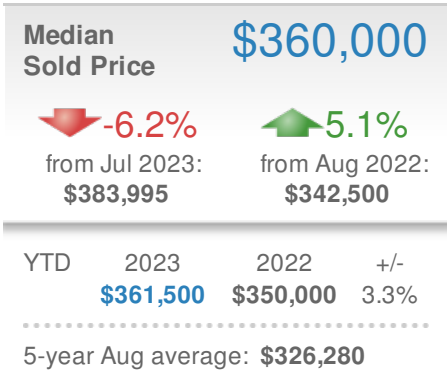 Median
Sold Price
$360,000
-6.2%
from Jul 2023:
$383,995
5.1%
from Aug 2022:
$342,500
YTD 2023 2022 +/-
$361,500 $350,000 3.3%
5-year Aug average: $326,280